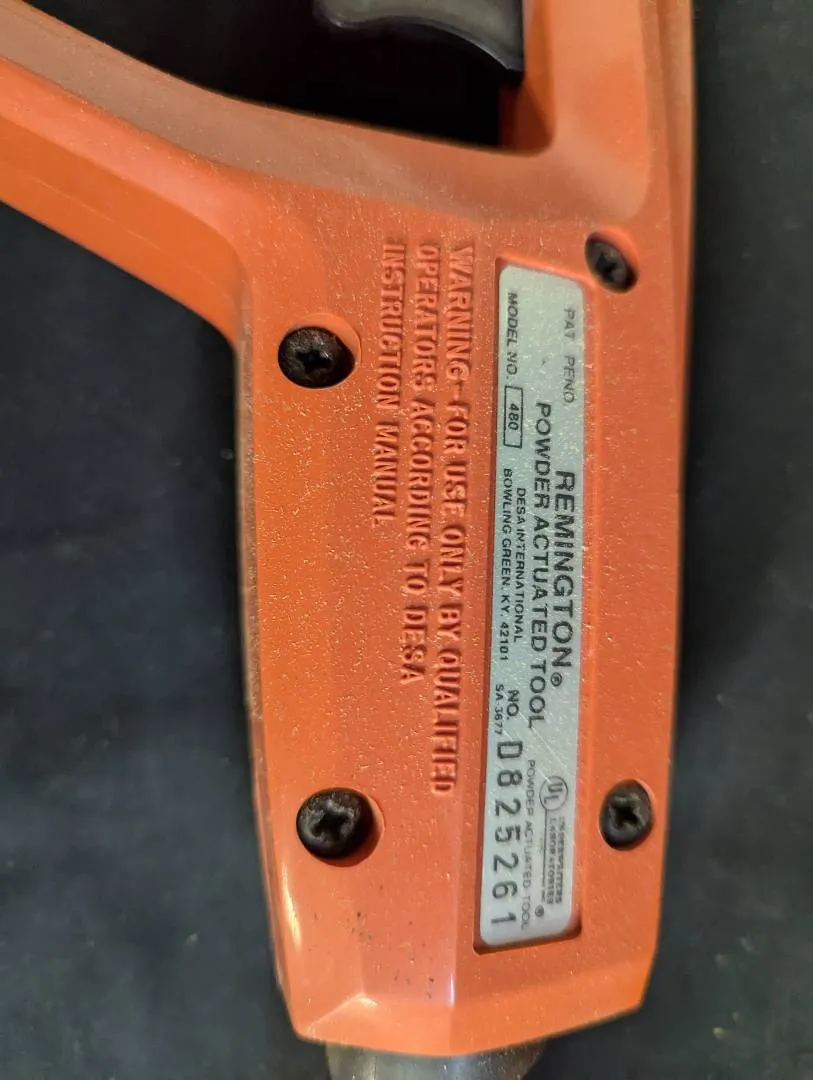 WARNING-FOR USE ONLY BY QUALIFIED
OPERATORS ACCORDING TO DESA
INSTRUCTION MANUAL
PAT PEND.
REMINGTON®
POWDER ACTUATED TOOL
DESA INTERNATIONAL
BOWLING GREEN, KY. 42101
MODEL NO. 480
UL
UNDERWRITERS
LABORATORIES
®
POWDER ACTUATED TOOL
NO. D825261
SA-3677